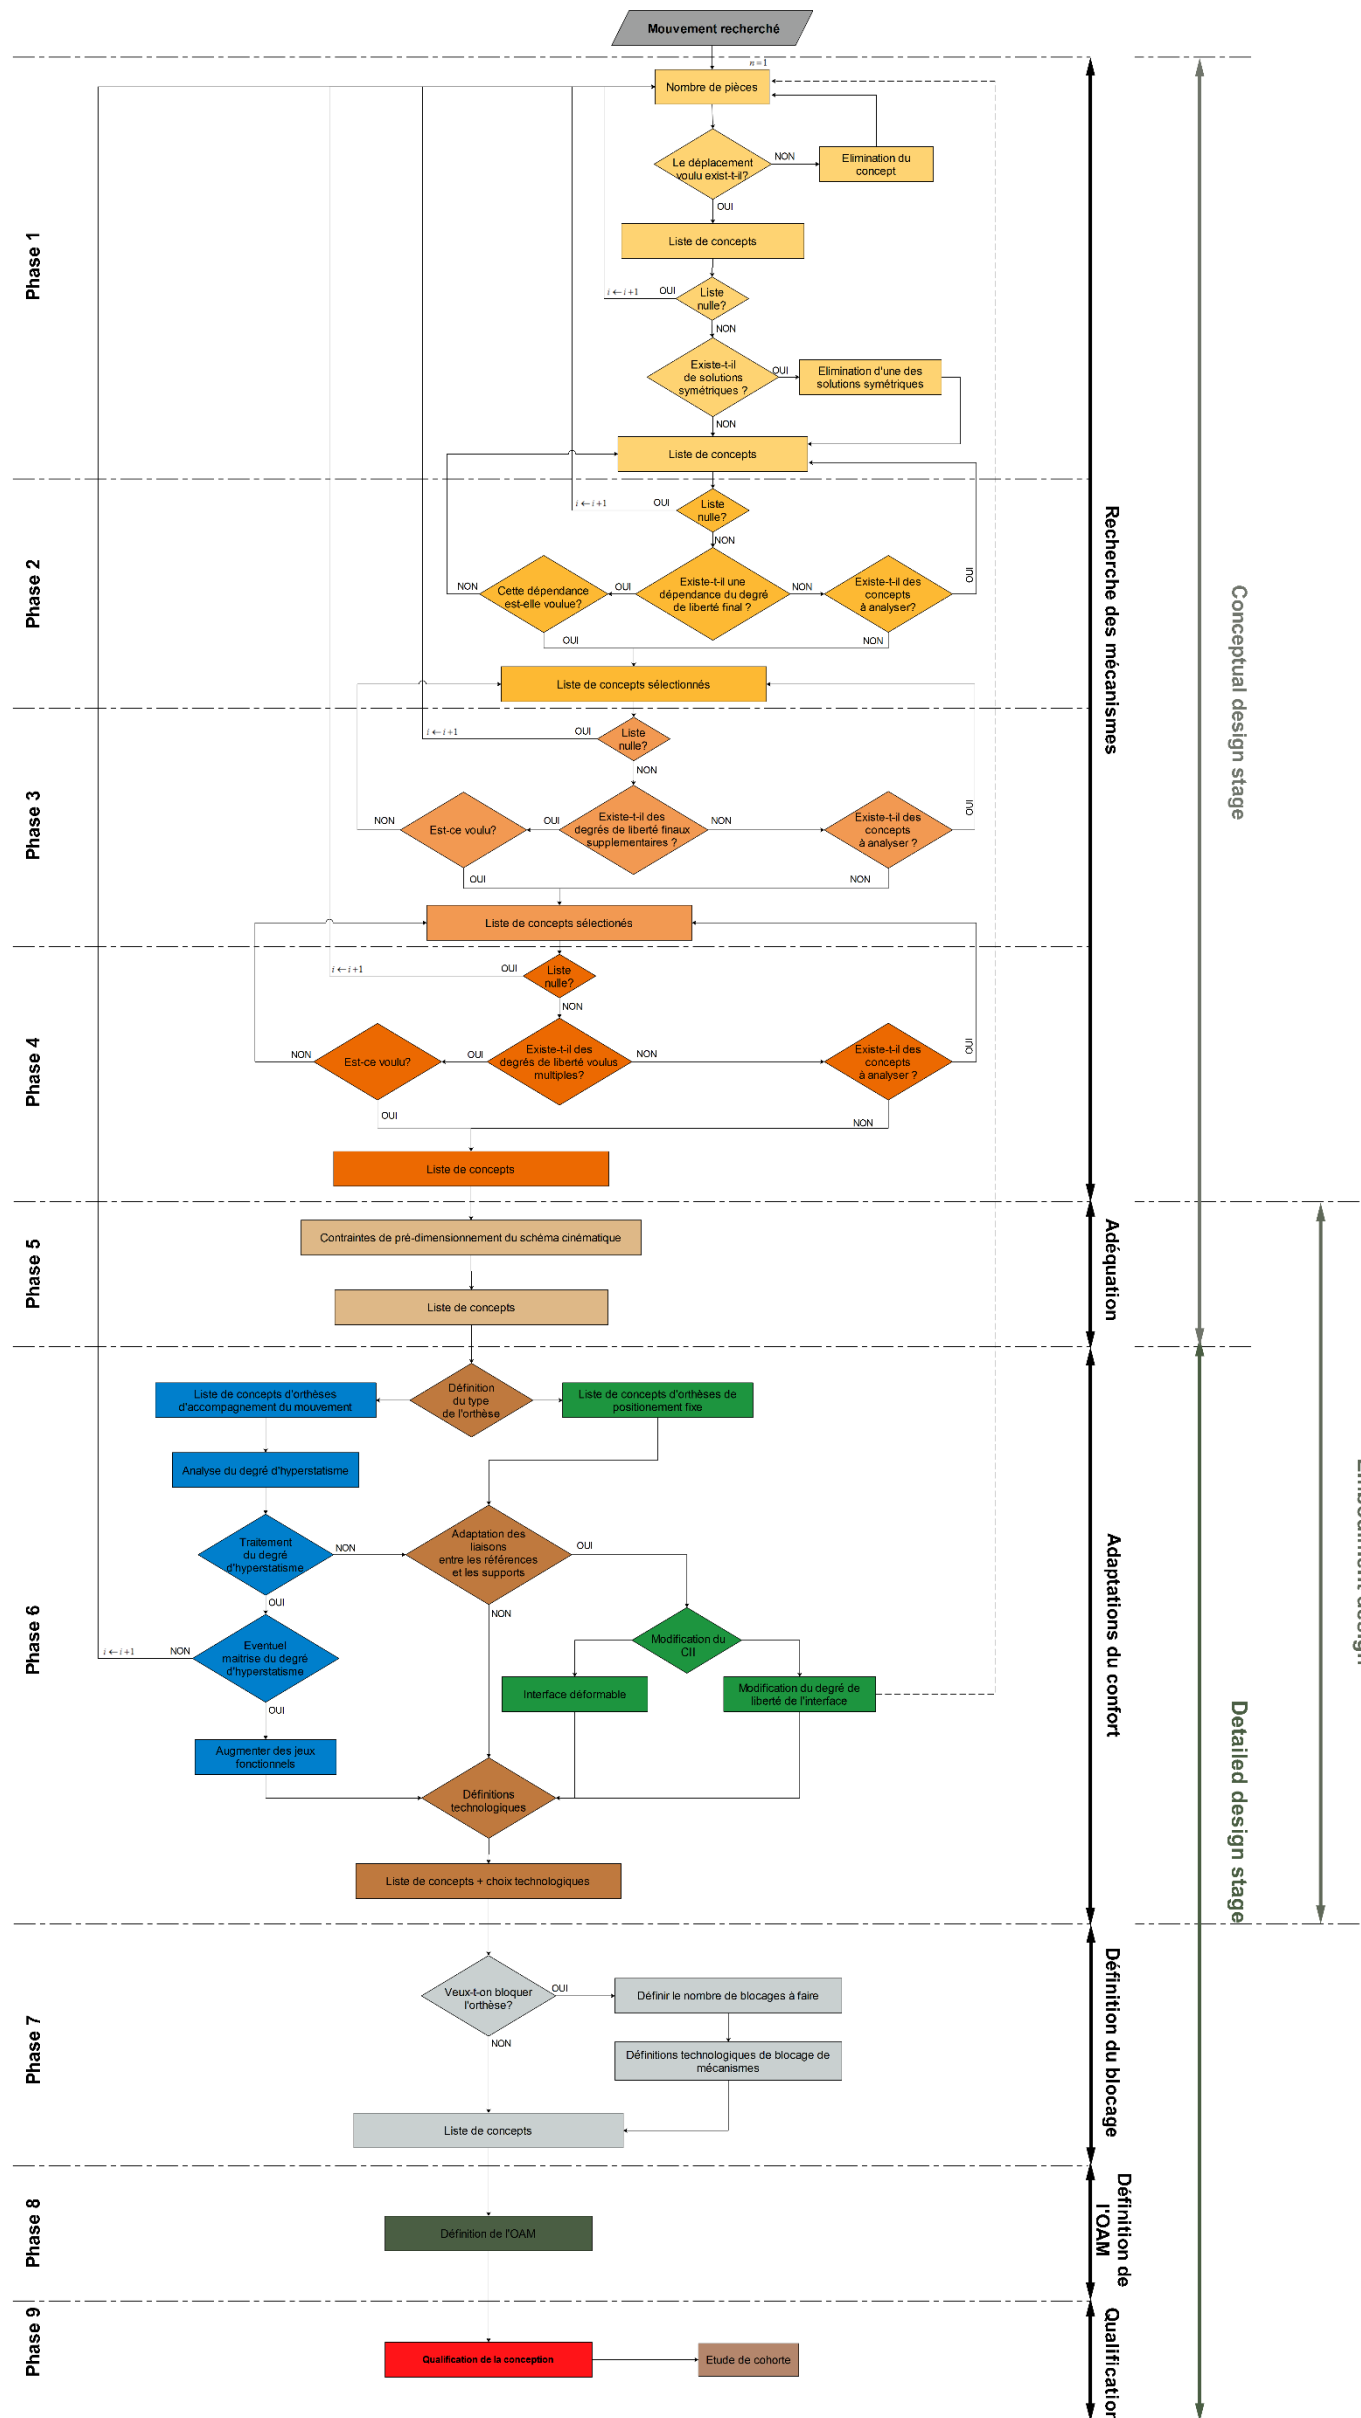 Mouvement recherché
n=1
Nombre de pièces
Le déplacement
voulu exist-t-il?
NON
Elimination du
concept
OUI
Liste de concepts
Phase 1
Liste
nulle?
OUI
i←i+1
NON
Existe-t-il
de solutions
symétriques ?
OUI
Elimination d'une des
solutions symétriques
NON
Liste de concepts
Liste
nulle?
OUI
i←i+1
NON
Phase 2
Cette dépendance
est-elle voulue?
NON
OUI
Existe-t-il une
dépendance du degré
de liberté final ?
NON
Existe-t-il des
concepts
à analyser?
OUI
OUI
NON
Liste de concepts sélectionnés
Recherche des mécanismes
Conceptual design stage
Liste
nulle?
OUI
i←i+1
NON
Phase 3
NON
Est-ce voulu?
OUI
Existe-t-il des
degrés de liberté finaux
supplementaires ?
NON
Existe-t-il des
concepts
à analyser ?
OUI
OUI
NON
Liste de concepts sélectionés
Liste
nulle?
OUI
i←i+1
NON
Phase 4
NON
Est-ce voulu?
OUI
Existe-t-il des
degrés de liberté voulus
multiples?
NON
Existe-t-il des
concepts
à analyser ?
OUI
OUI
NON
Liste de concepts
Phase 5
Contraintes de pré-dimensionnement du schéma cinématique
Liste de concepts
Adéquation
Définition
du type
de l'orthèse
Liste de concepts d'orthèses
d'accompagnement du mouvement
Liste de concepts d'orthèses de
positionement fixe
Analyse du degré d'hyperstatisme
Traitement
du degré
d'hyperstatisme
NON
Adaptation des
liaisons
entre les références
et les supports
OUI
OUI
NON
Phase 6
i←i+1
NON
Eventuel
maitrise du degré
d'hyperstatisme
Modification du
CII
Interface déformable
Modification du degré de
liberté de l'interface
OUI
Augmenter des jeux
fonctionnels
Définitions
technologiques
Liste de concepts + choix technologiques
Adaptations du confort
Detailed design stage
Phase 7
Veux-t-on bloquer
l'orthèse?
OUI
Définir le nombre de blocages à faire
NON
Définitions technologiques de blocage de
mécanismes
Liste de concepts
Définition du blocage
Phase 8
Définition de l'OAM
Définition de
l'OAM
Phase 9
Qualification de la conception
Etude de cohorte
Qualification